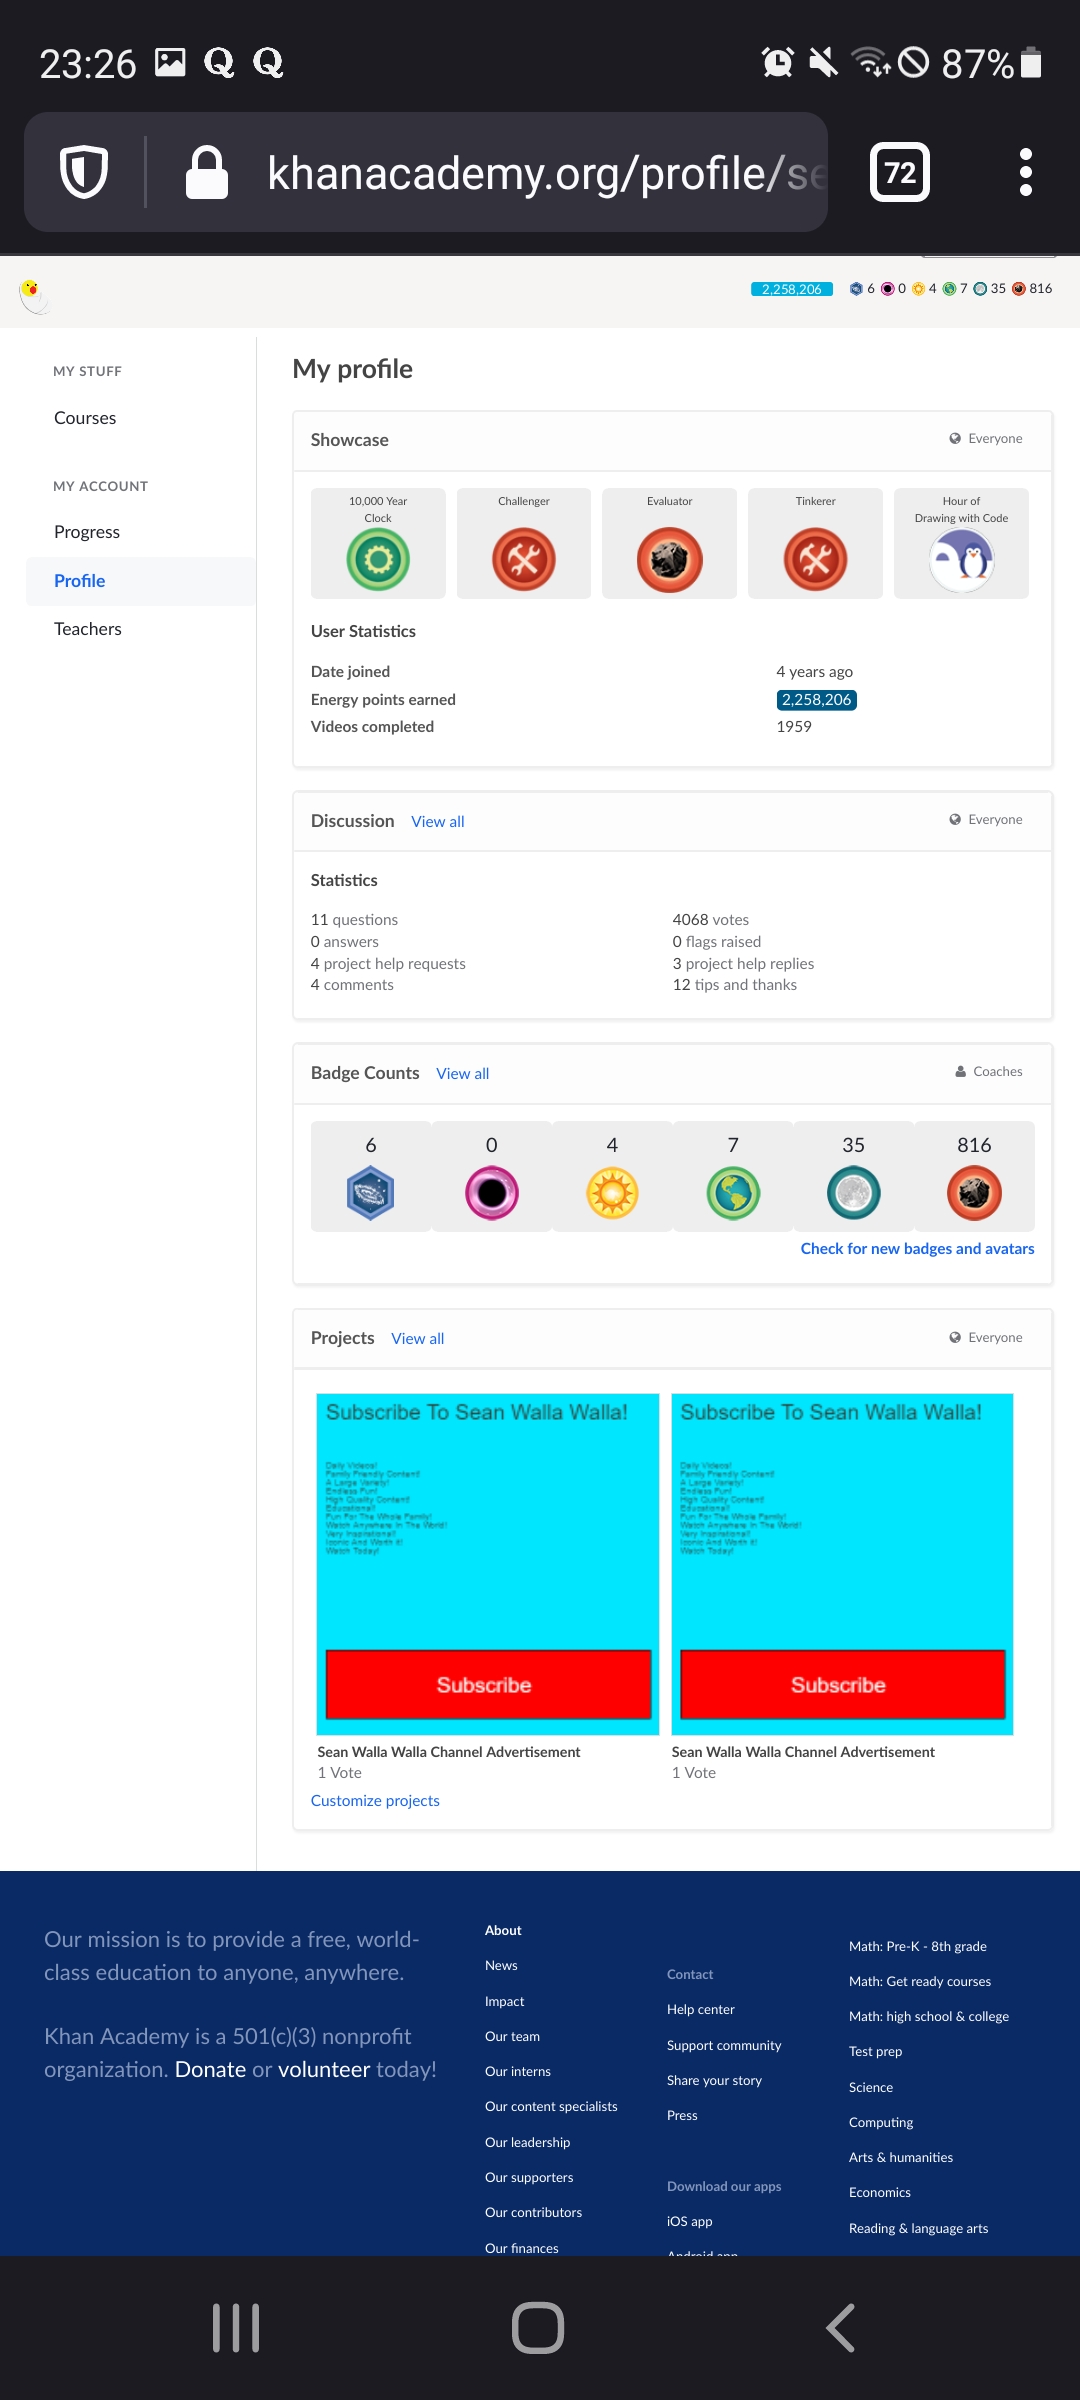 23:26
Q Q
87%
khanacademy.org/profile/se
72
2,258,206 6 0 4 7 35 816
MY STUFF
Courses
MY ACCOUNT
Progress
Profile
Teachers
My profile
Showcase
Everyone
10,000 Year
Clock
Challenger
Evaluator
Tinkerer
Hour of
Drawing with Code
User Statistics
Date joined 4 years ago
Energy points earned 2,258,206
Videos completed 1959
Discussion View all
Everyone
Statistics
11 questions 4068 votes
0 answers 0 flags raised
4 project help requests 3 project help replies
4 comments 12 tips and thanks
Badge Counts View all
Coaches
6 0 4 7 35 816
Check for new badges and avatars
Projects View all
Everyone
Subscribe To Sean Walla Walla!
Daily Videos!
Family Friendly Content!
A Large Variety!
Endless Fun!
High Quality Content!
Educational?
Fun For The Whole Family!
Watch Anywhere In The World!
Very Inspirational?
Iconic And Worth It!
Watch Today!
Subscribe
Sean Walla Walla Channel Advertisement
1 Vote
Subscribe To Sean Walla Walla!
Daily Videos!
Family Friendly Content!
A Large Variety!
Endless Fun!
High Quality Content!
Educational?
Fun For The Whole Family!
Watch Anywhere In The World!
Very Inspirational?
Iconic And Worth It!
Watch Today!
Subscribe
Sean Walla Walla Channel Advertisement
1 Vote
Customize projects
Our mission is to provide a free, world-
class education to anyone, anywhere.
Khan Academy is a 501(c)(3) nonprofit
organization. Donate or volunteer today!
About
News
Impact
Our team
Our interns
Our content specialists
Our leadership
Our supporters
Our contributors
Our finances
Contact
Help center
Support community
Share your story
Press
Download our apps
iOS app
Android app
Math: Pre-K - 8th grade
Math: Get ready courses
Math: high school & college
Test prep
Science
Computing
Arts & humanities
Economics
Reading & language arts